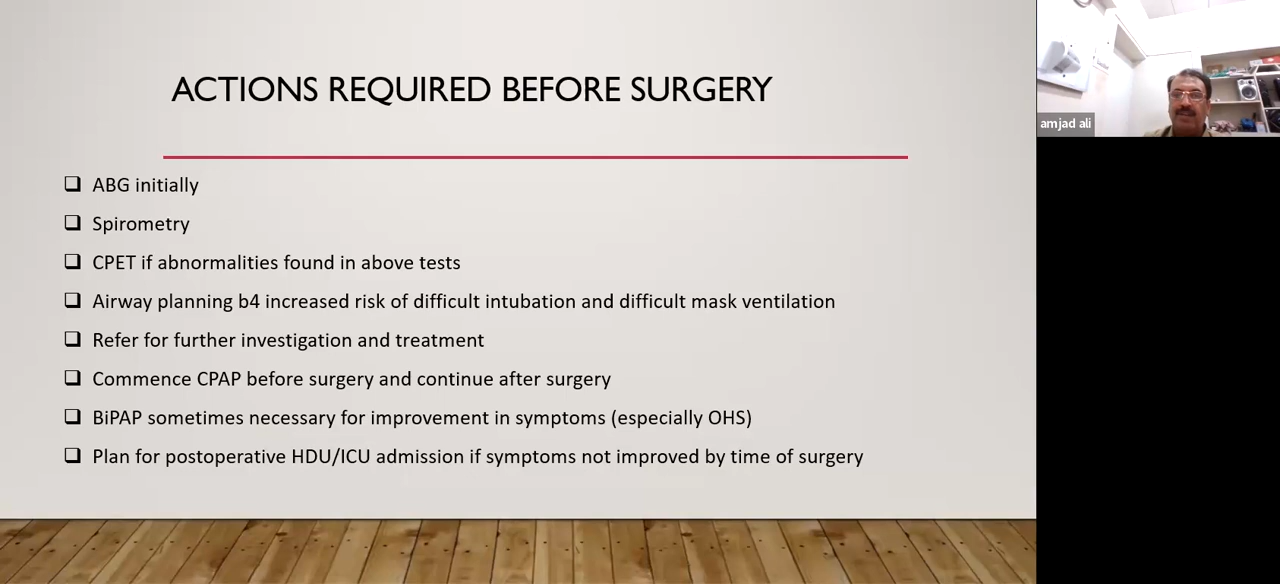 ACTIONS REQUIRED BEFORE SURGERY
ABG initially
Spirometry
CPET if abnormalities found in above tests
Airway planning b4 increased risk of difficult intubation and difficult mask ventilation
Refer for further investigation and treatment
Commence CPAP before surgery and continue after surgery
BiPAP sometimes necessary for improvement in symptoms (especially OHS)
Plan for postoperative HDU/ICU admission if symptoms not improved by time of surgery
amjad ali